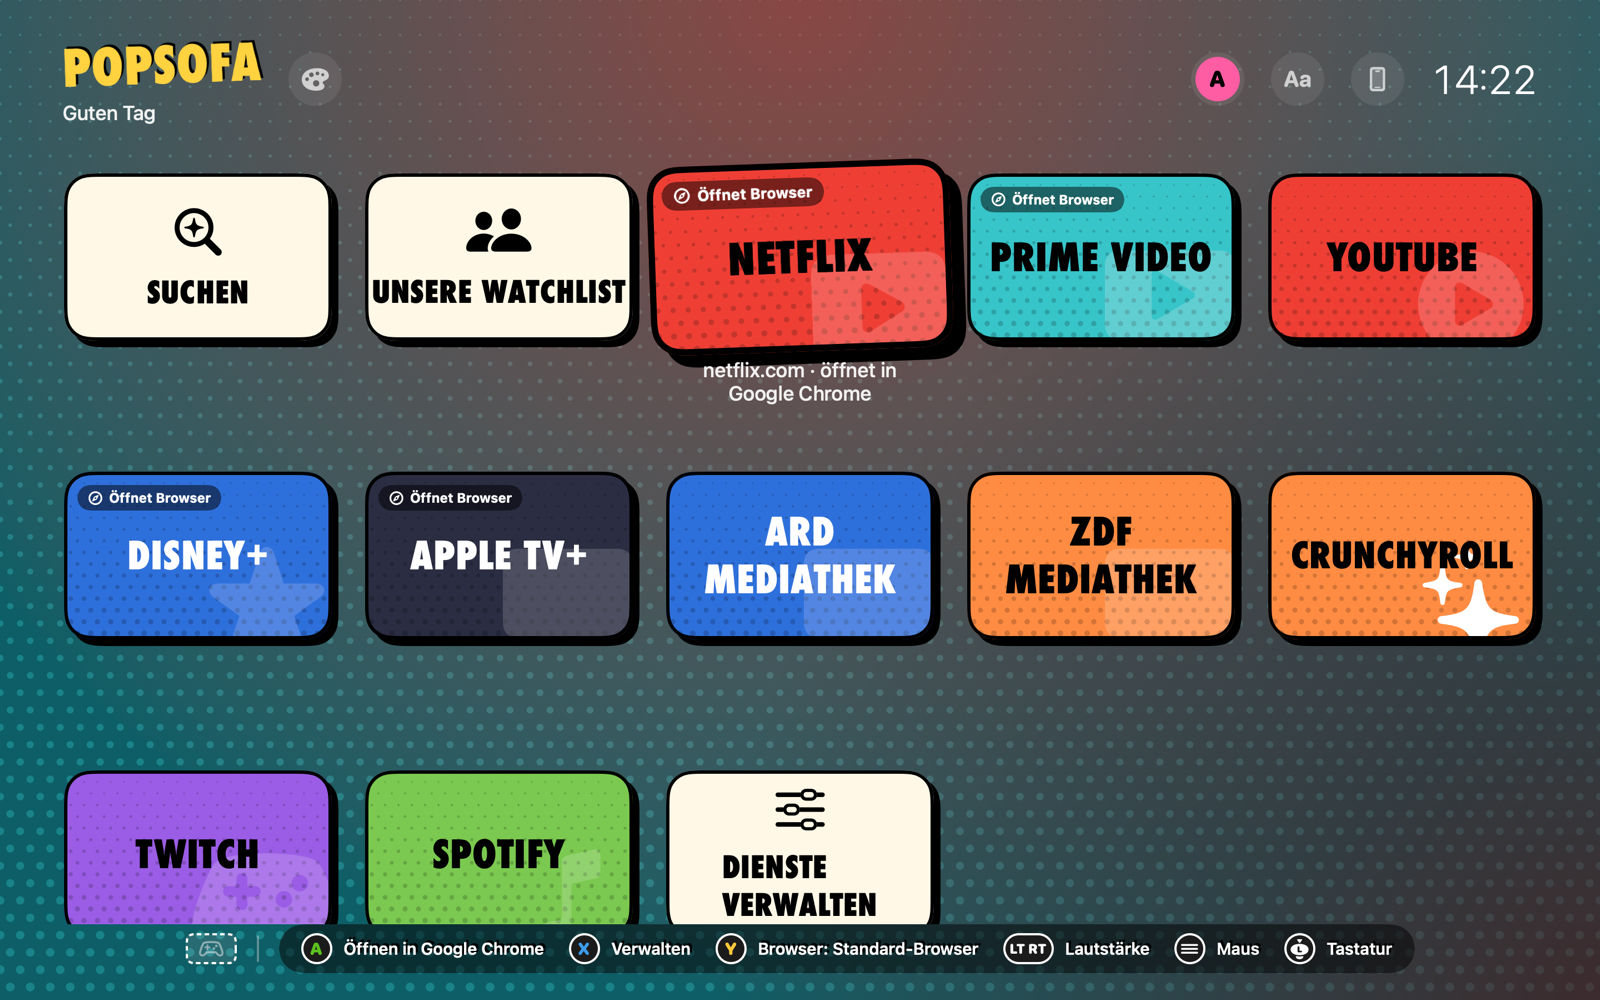 POPSOFA
Guten Tag
A
Aa
14:22
SUCHEN
UNSERE WATCHLIST
Öffnet Browser
NETFLIX
netflix.com · öffnet in
Google Chrome
Öffnet Browser
PRIME VIDEO
YOUTUBE
Öffnet Browser
DISNEY+
Öffnet Browser
APPLE TV+
ARD
MEDIATHEK
ZDF
MEDIATHEK
CRUNCHYROLL
TWITCH
SPOTIFY
DIENSTE
VERWALTEN
A Öffnen in Google Chrome
X Verwalten
Y Browser: Standard-Browser
LT RT Lautstärke
Maus
L Tastatur